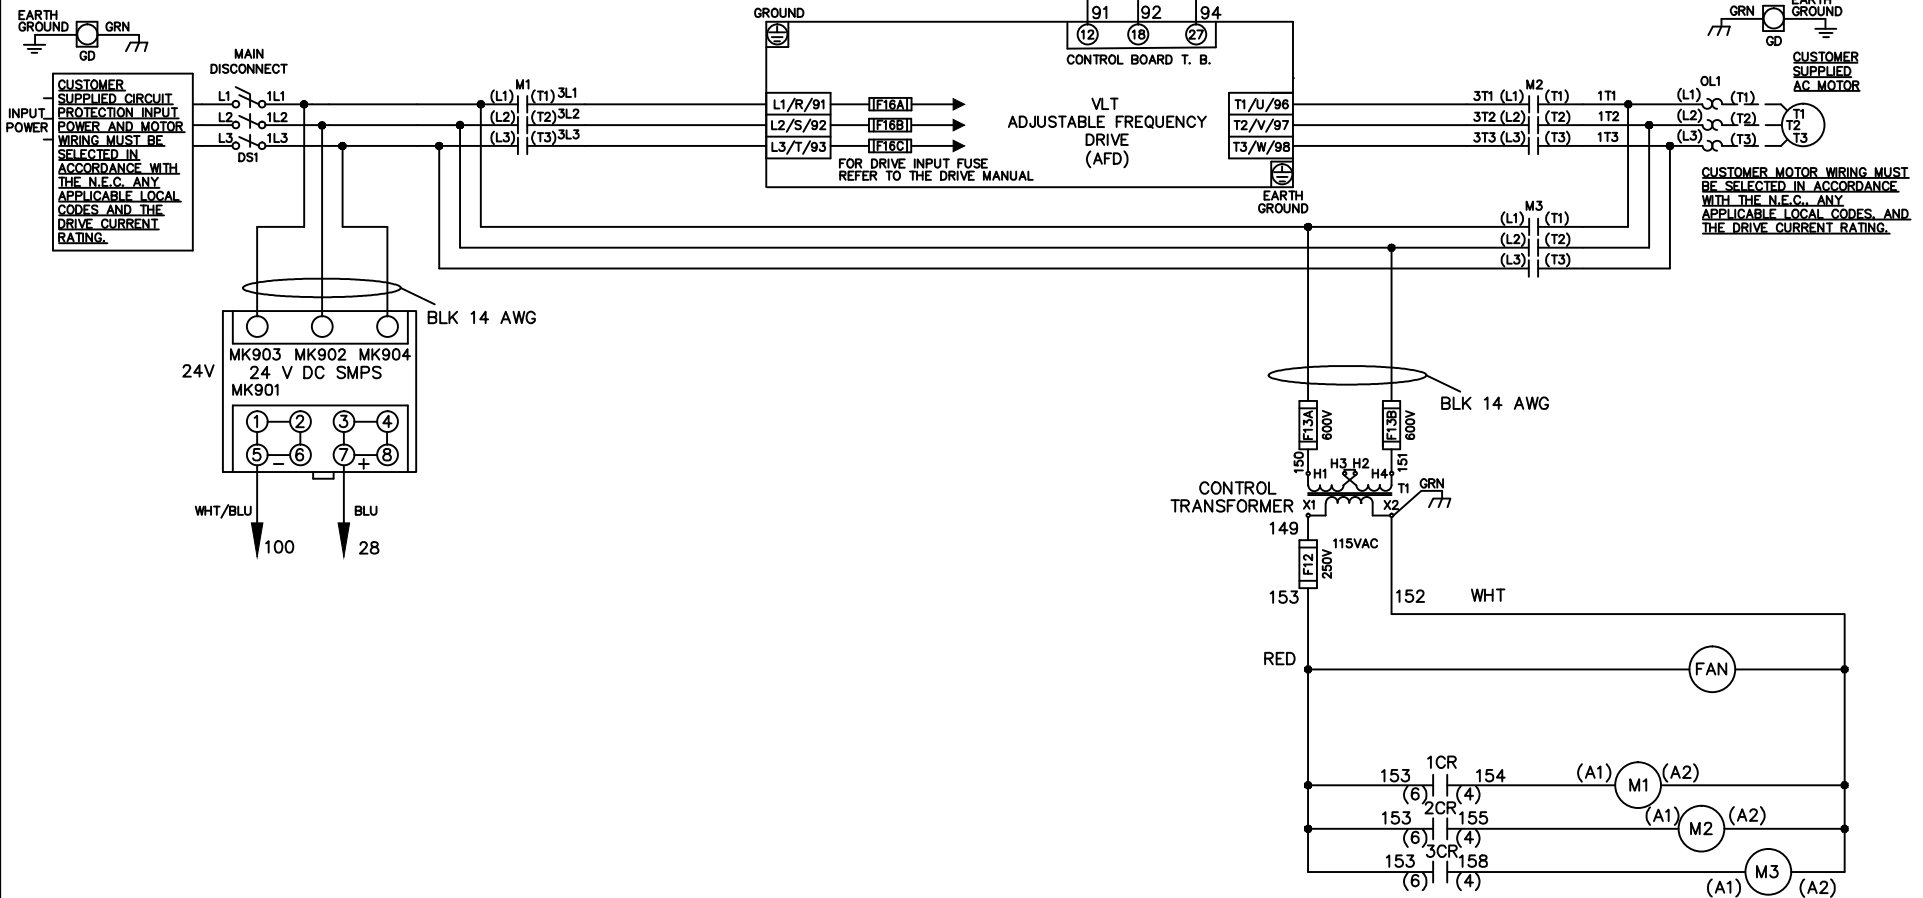 EARTH
GROUND
GRN
GD
MAIN
DISCONNECT
GROUND
91 92 94
12 18 27
CONTROL BOARD T. B.
EARTH
GRN GROUND
GD
CUSTOMER
SUPPLIED
AC MOTOR
INPUT
POWER
CUSTOMER
SUPPLIED CIRCUIT
PROTECTION INPUT
POWER AND MOTOR
WIRING MUST BE
SELECTED IN
ACCORDANCE WITH
THE N.E.C. ANY
APPLICABLE LOCAL
CODES AND THE
DRIVE CURRENT
RATING.
L1 1L1
L2 1L2
L3 1L3
DS1
M1
(L1) (T1) 3L1
(L2) (T2) 3L2
(L3) (T3) 3L3
L1/R/91 F16A
L2/S/92 F16B
L3/T/93 F16C
FOR DRIVE INPUT FUSE
REFER TO THE DRIVE MANUAL
VLT
ADJUSTABLE FREQUENCY
DRIVE
(AFD)
T1/U/96
T2/V/97
T3/W/98
EARTH
GROUND
M2
3T1 (L1) (T1) 1T1
3T2 (L2) (T2) 1T2
3T3 (L3) (T3) 1T3
OL1
(L1) (T1)
(L2) (T2)
(L3) (T3)
T1
T2
T3
CUSTOMER MOTOR WIRING MUST
BE SELECTED IN ACCORDANCE
WITH THE N.E.C., ANY
APPLICABLE LOCAL CODES, AND
THE DRIVE CURRENT RATING.
M3
(L1) (T1)
(L2) (T2)
(L3) (T3)
BLK 14 AWG
MK903 MK902 MK904
24V
24 V DC SMPS
MK901
1 2 3 4
5 6 7 8
- +
WHT/BLU BLU
100 28
BLK 14 AWG
F13A 600V
F13B 600V
150 151
H1 H3 H2 H4
T1 GRN
CONTROL
TRANSFORMER
X1 X2
149
115VAC
F12 250V
153 152 WHT
RED
FAN
1CR
153 154 (A1) M1 (A2)
(6) (4)
2CR
153 155 (A1) M2 (A2)
(6) (4)
3CR
153 158 M3
(6) (4) (A1) (A2)